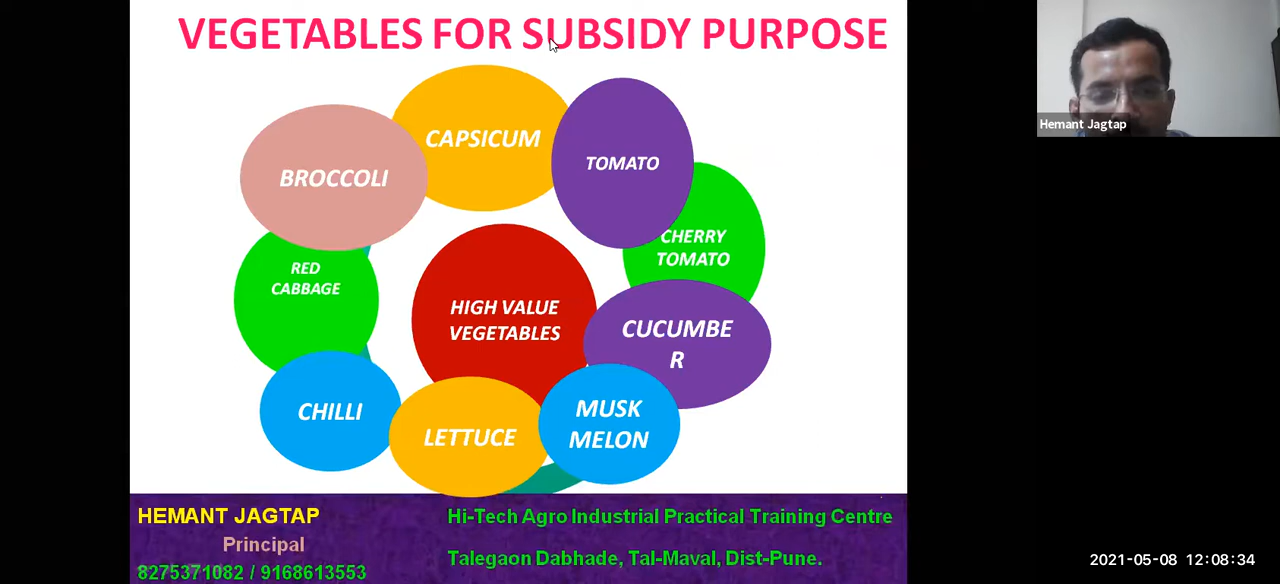 VEGETABLES FOR SUBSIDY PURPOSE
CAPSICUM
TOMATO
BROCCOLI
CHERRY
TOMATO
RED
CABBAGE
HIGH VALUE
VEGETABLES
CUCUMBE
R
CHILLI
LETTUCE
MUSK
MELON
HEMANT JAGTAP
Principal
8275371082 / 9168613553
Hi-Tech Agro Industrial Practical Training Centre
Talegaon Dabhade, Tal-Maval, Dist-Pune.
Hemant Jagtap
2021-05-08 12:08:34